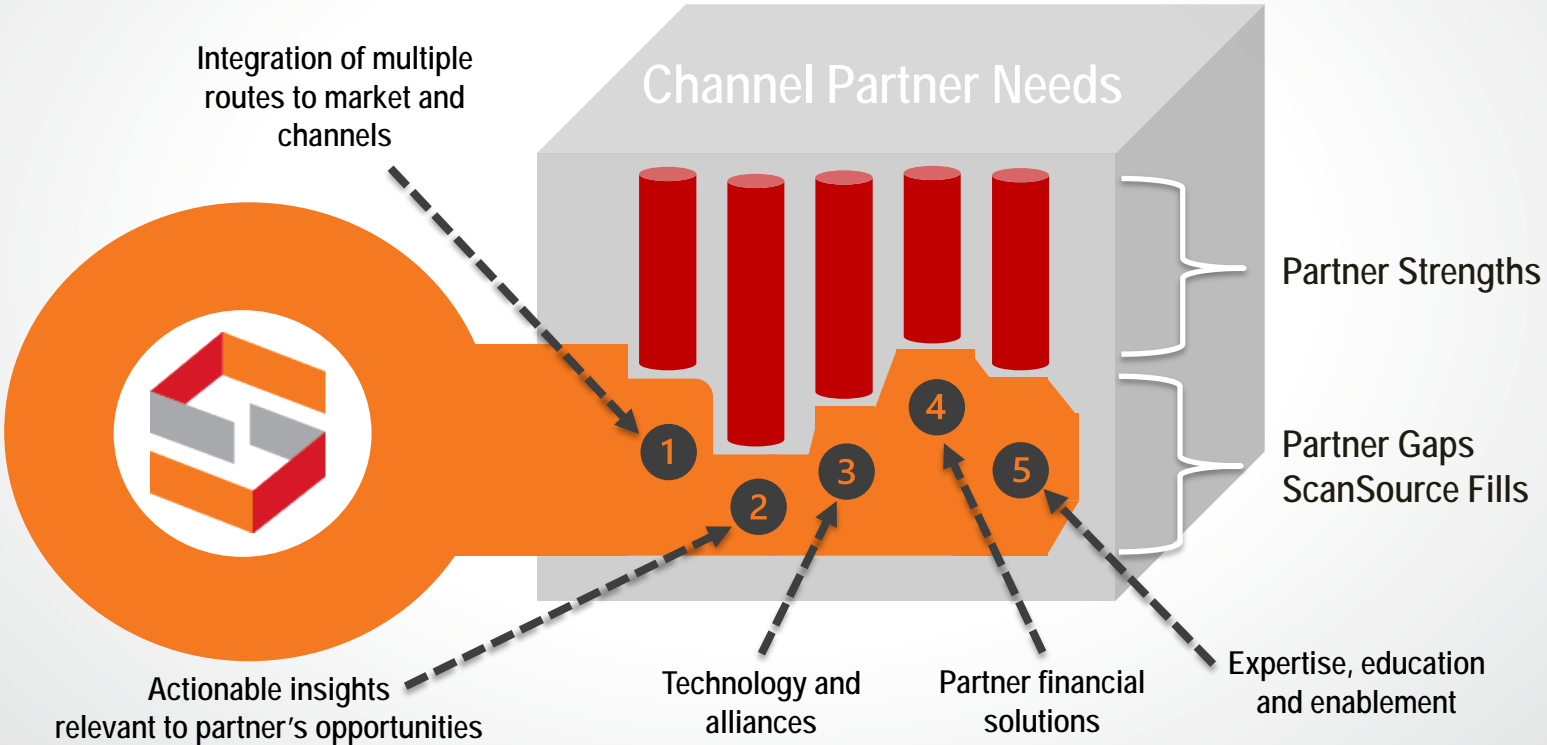 Integration of multiple
routes to market and
channels
Channel Partner Needs
Partner Strengths
Partner Gaps
ScanSource Fills
1
2
3
4
5
Actionable insights
relevant to partner's opportunities
Technology and
alliances
Partner financial
solutions
Expertise, education
and enablement